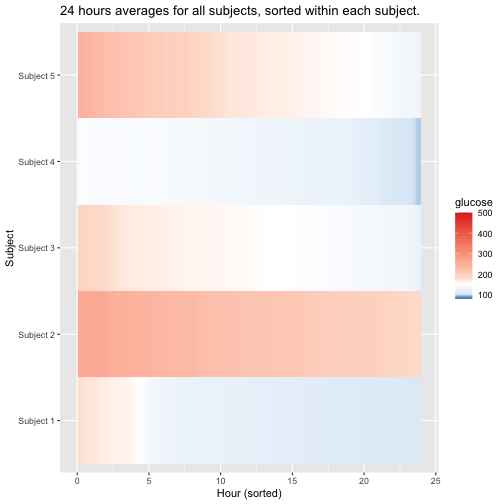 24 hours averages for all subjects, sorted within each subject.
Subject 5
Subject 4
Subject 3
Subject 2
Subject 1
Subject
0
5
10
15
20
25
Hour (sorted)
glucose
500
400
300
200
100